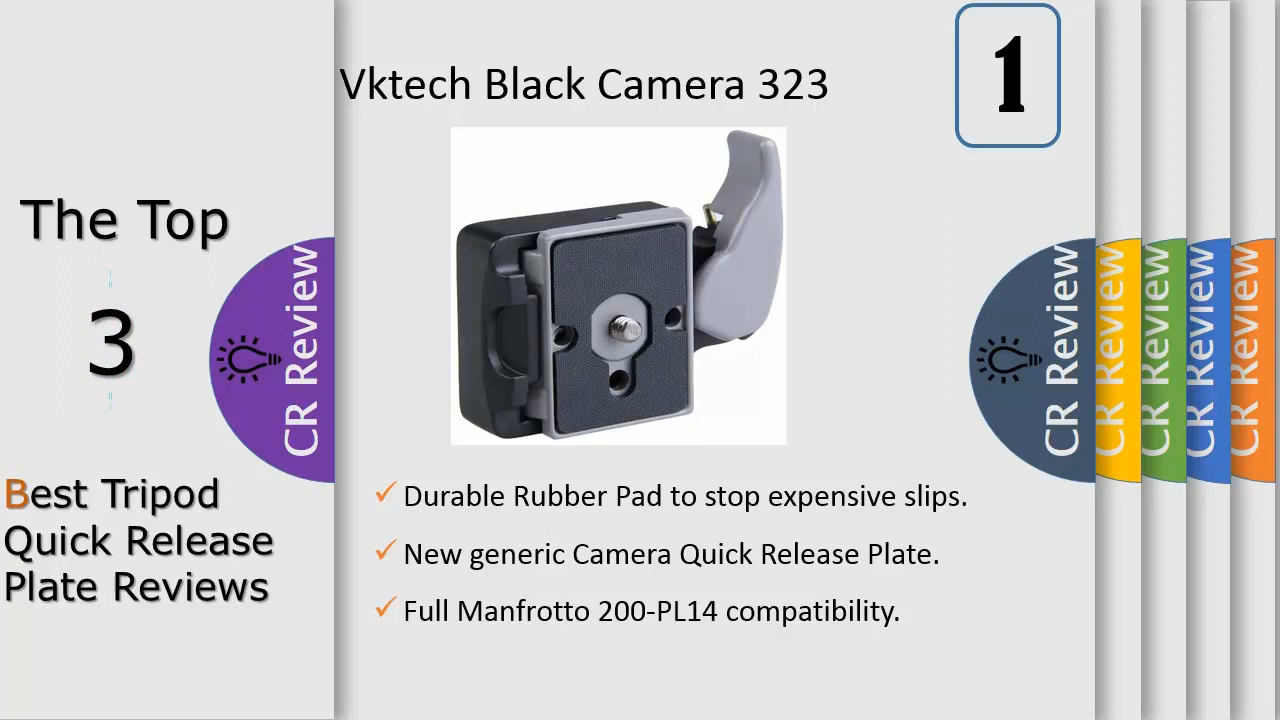 The Top
3
Best Tripod
Quick Release
Plate Reviews
CR Review
Vktech Black Camera 323
1
✓ Durable Rubber Pad to stop expensive slips.
✓ New generic Camera Quick Release Plate.
✓ Full Manfrotto 200-PL14 compatibility.
CR Review
CR Review
CR Review
CR Review
CR Review